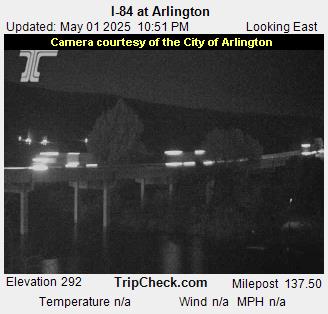 I-84 at Arlington
Updated: May 01 2025 10:51 PM Looking East
Camera courtesy of the City of Arlington
Elevation 292 TripCheck.com Milepost 137.50
Temperature n/a Wind n/a MPH n/a